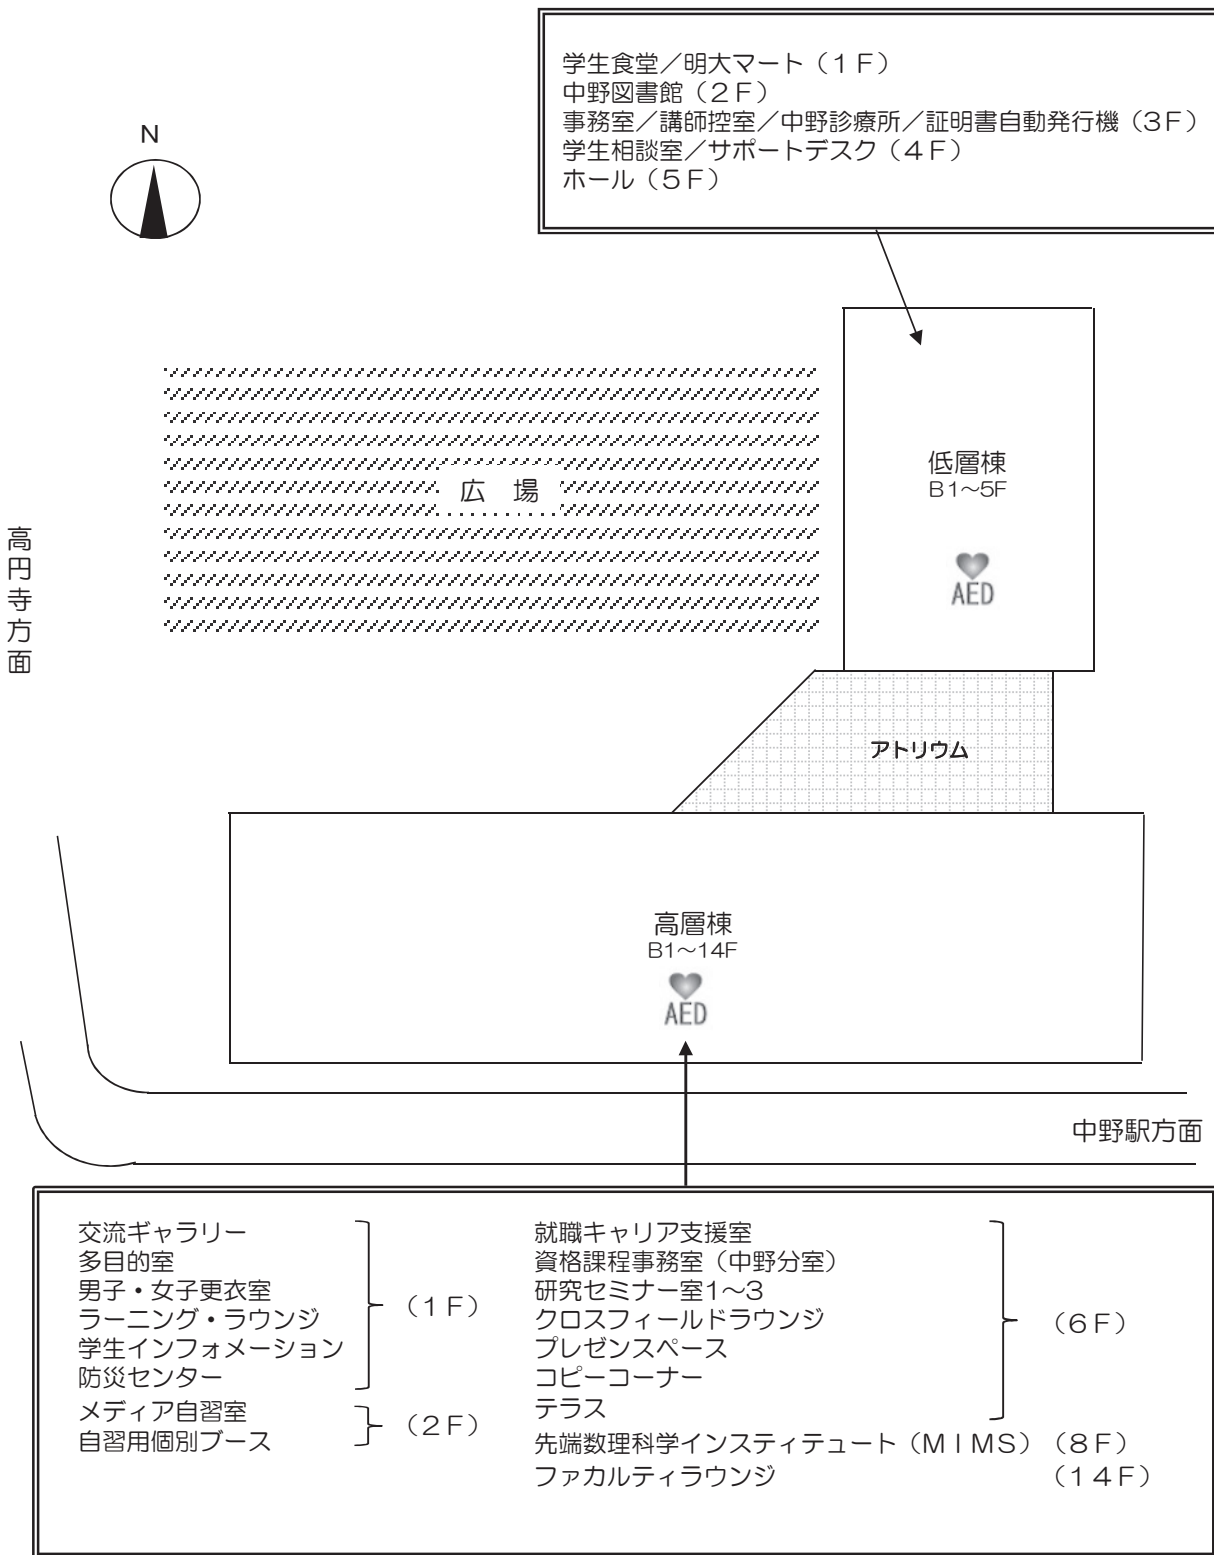 学生食堂／明大マート（１Ｆ）
中野図書館（２Ｆ）
事務室／講師控室／中野診療所／証明書自動発行機（３Ｆ）
学生相談室／サポートデスク（４Ｆ）
ホール（５Ｆ）
N
低層棟
B1～5F
AED
広　場
高円寺方面
アトリウム
高層棟
B1～14F
AED
中野駅方面
交流ギャラリー
多目的室
男子・女子更衣室
ラーニング・ラウンジ
学生インフォメーション
防災センター
（１Ｆ）
メディア自習室
自習用個別ブース
（２Ｆ）
就職キャリア支援室
資格課程事務室（中野分室）
研究セミナー室1～3
クロスフィールドラウンジ
プレゼンスペース
コピーコーナー
テラス
（６Ｆ）
先端数理科学インスティテュート（ＭＩＭＳ）（８Ｆ）
ファカルティラウンジ（１４Ｆ）